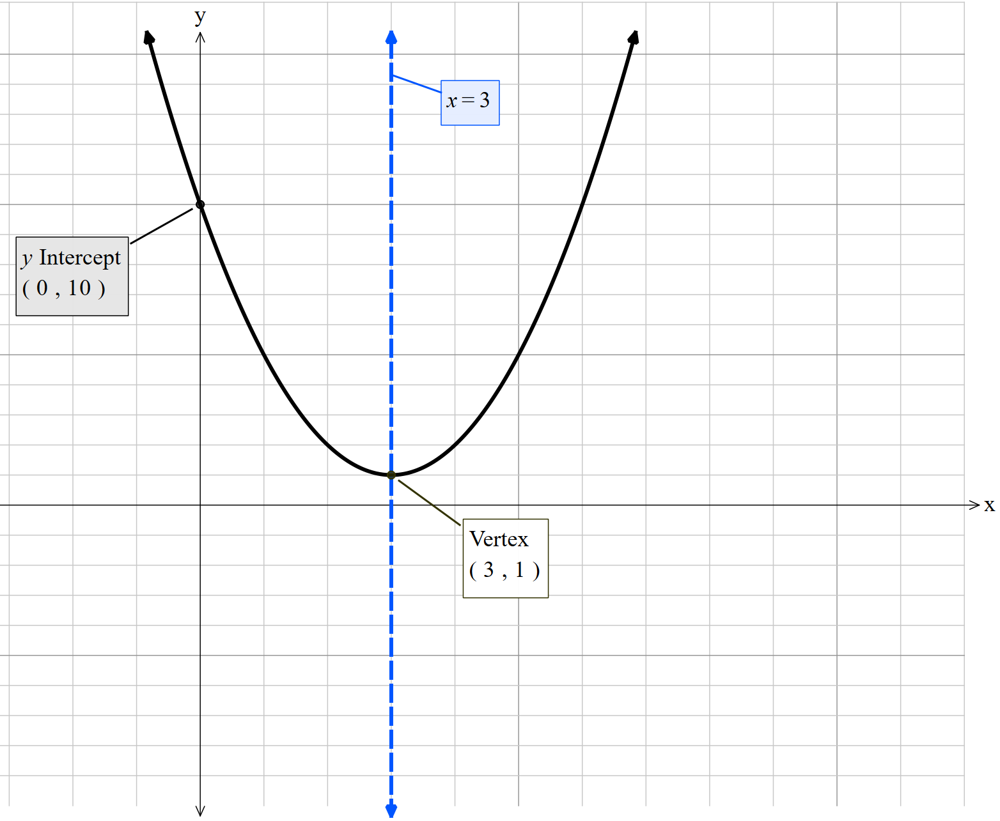 y
x = 3
y Intercept
( 0 , 10 )
x
Vertex
( 3 , 1 )